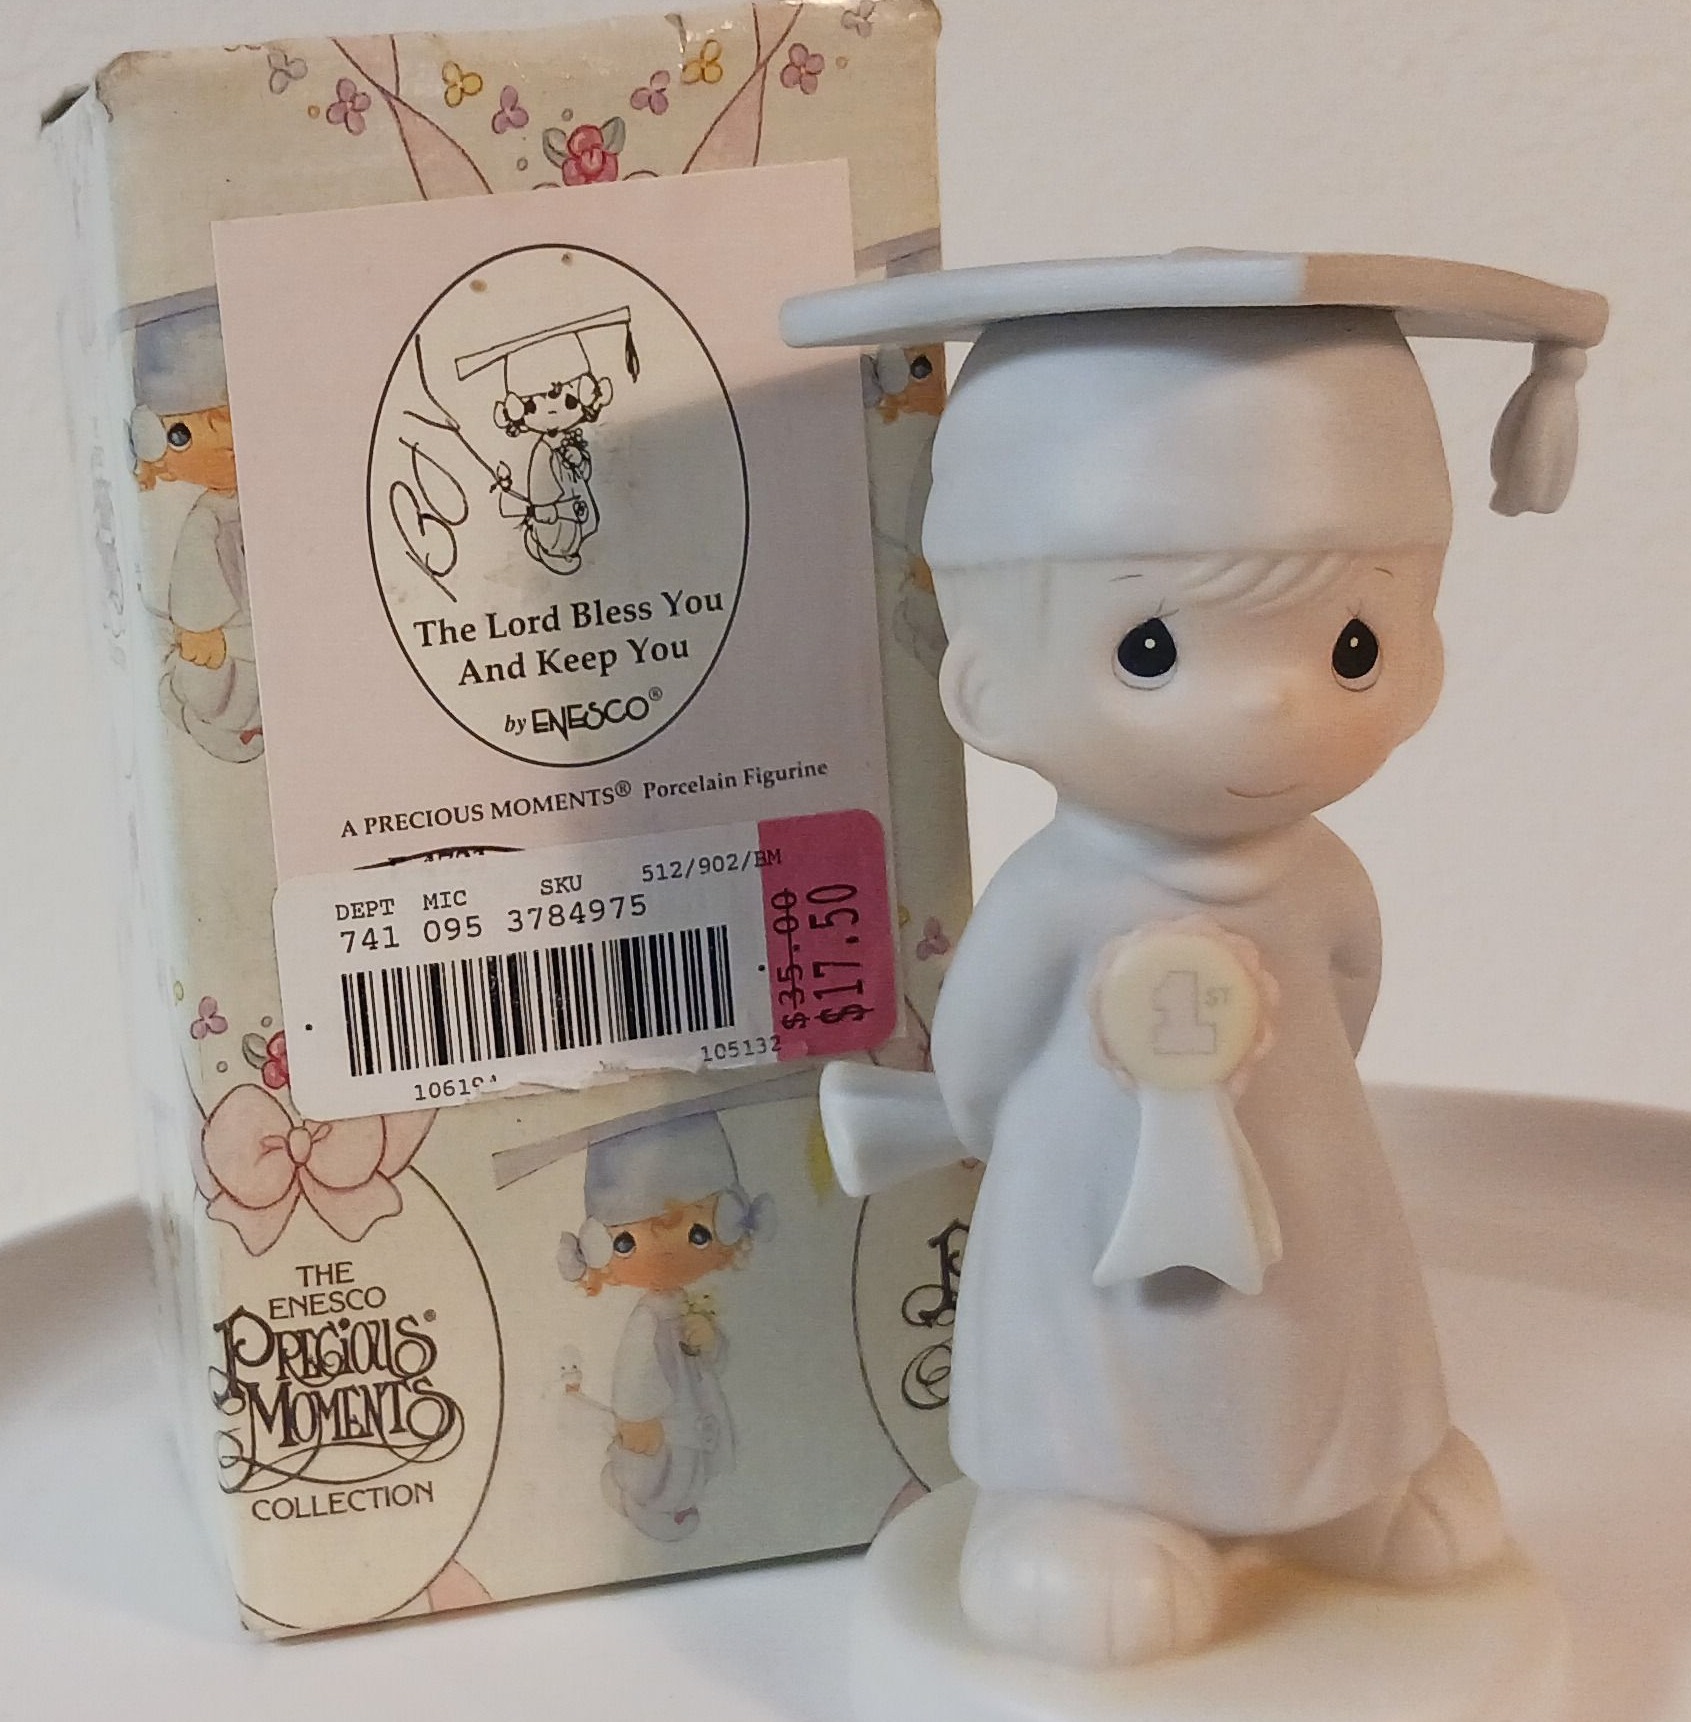 Boy
The Lord Bless You
And Keep You
by ENESCO®
A PRECIOUS MOMENTS® Porcelain Figurine
DEPT MIC SKU 512/902/BM
741 095 3784975
$35.00
$17.50
105132
THE
ENESCO
PRECIOUS®
MOMENTS
COLLECTION
1ST